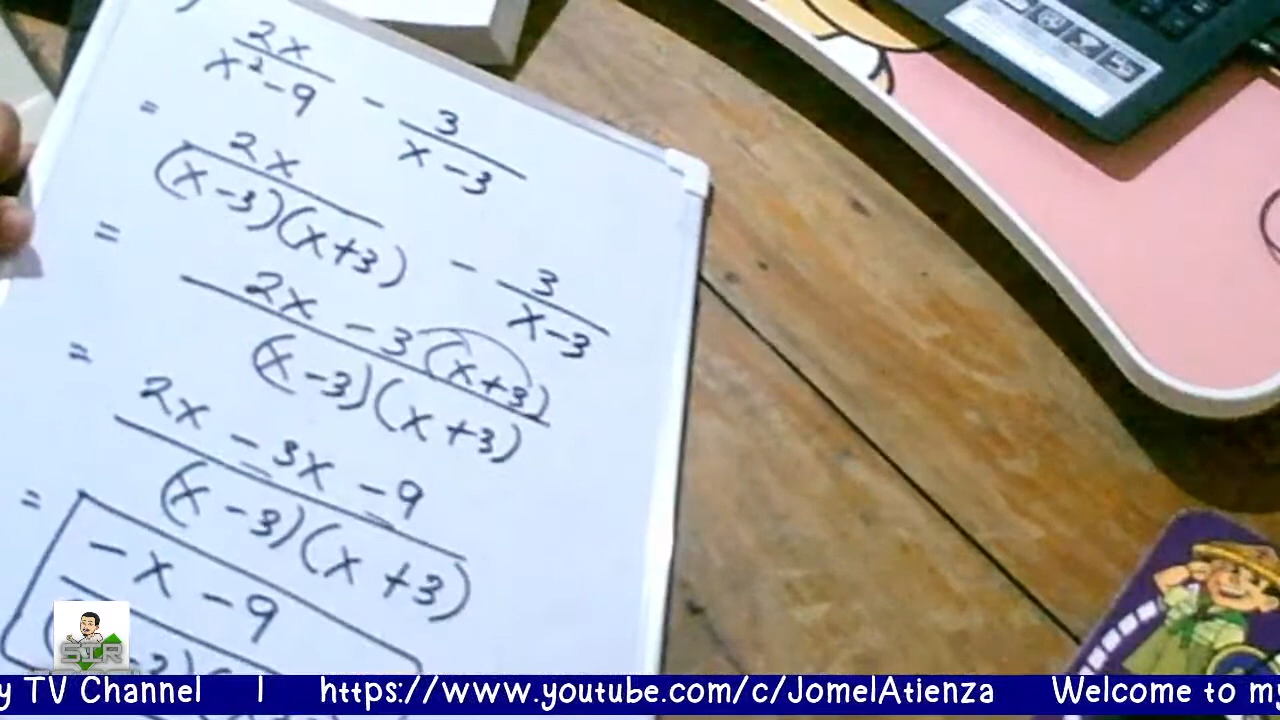 2x/(x²-9) - 3/(x-3)
= 2x/((x-3)(x+3)) - 3/(x-3)
= (2x - 3(x+3))/((x-3)(x+3))
= (2x - 3x - 9)/((x-3)(x+3))
= (-x - 9)/
SIR
y TV Channel | https://www.youtube.com/c/JomelAtienza Welcome to my